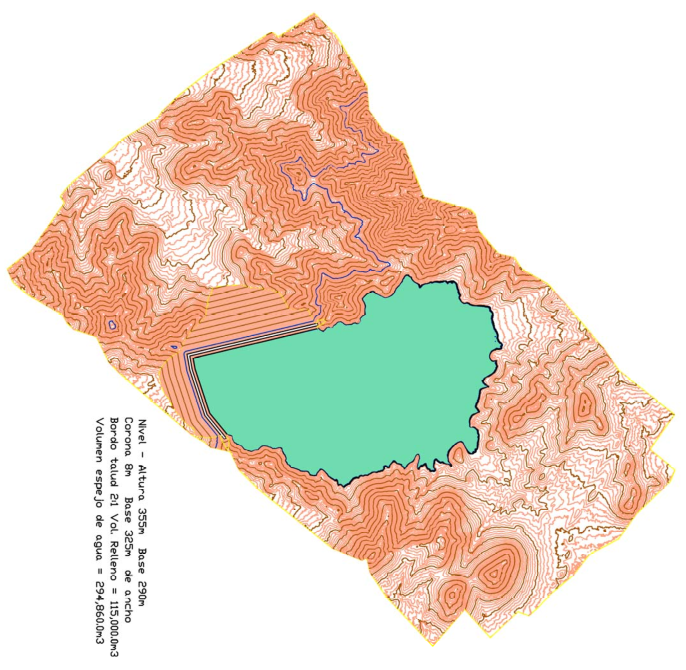 Nivel - Altura 355m Base 290m
Corona 8m Base 325m de ancho
Bordo talud 2:1 Vol. Relleno = 115,000.0m3
Volumen espejo de agua = 294,860.0m3